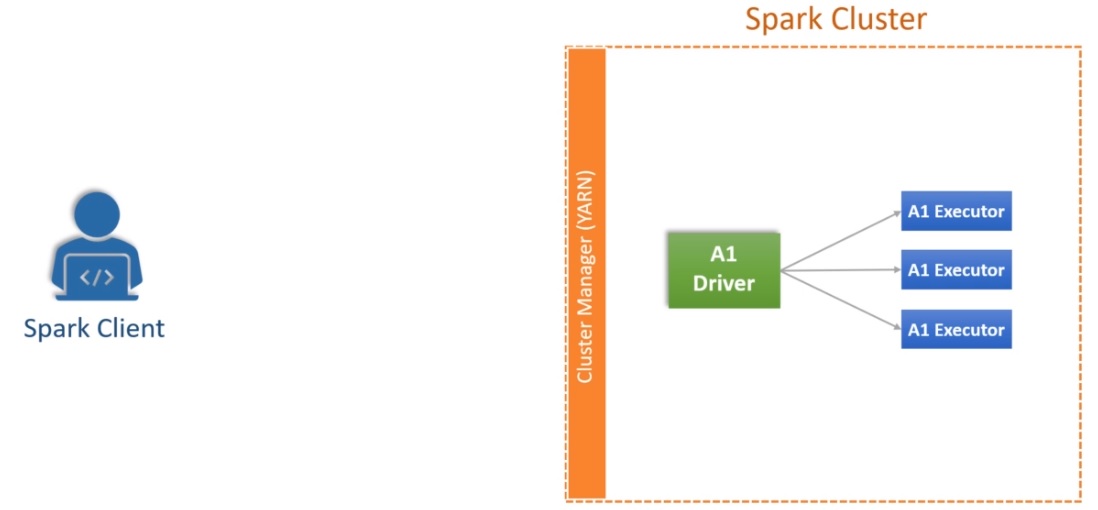 Spark Cluster
Cluster Manager (YARN)
A1
Driver
A1 Executor
A1 Executor
A1 Executor
</>
Spark Client